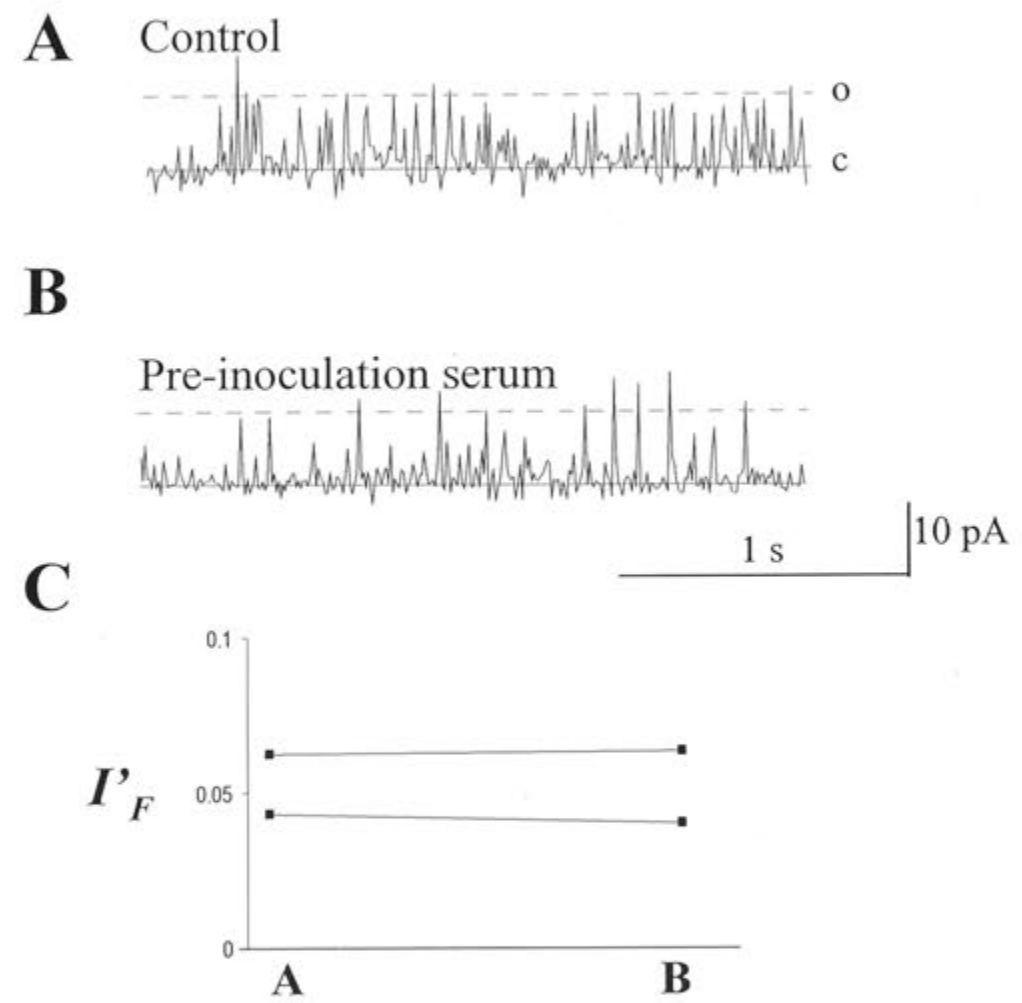 A
Control
o
c
B
Pre-inoculation serum
1 s
10 pA
C
0.1
I’F
0.05
0
A
B